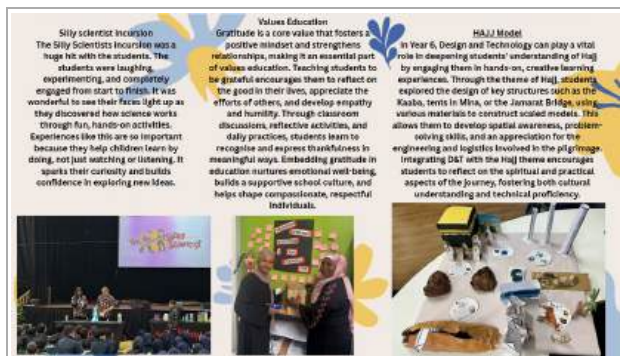 Silly scientist incursion
The Silly Scientists incursion was a
huge hit with the students. The
students were laughing,
experimenting, and completely
engaged from start to finish. It was
wonderful to see their faces light up as
they discovered how science works
through fun, hands-on activities.
Experiences like this are so important
because they help children learn by
doing, not just watching or listening. It
sparks their curiosity and builds
confidence in exploring new ideas.
Values Education
Gratitude is a core value that fosters a
positive mindset and strengthens
relationships, making it an essential part
of values education. Teaching students to
be grateful encourages them to reflect on
the good in their lives, appreciate the
efforts of others, and develop empathy
and humility. Through classroom
discussions, reflective activities, and
daily practices, students learn to
recognise and express thankfulness in
meaningful ways. Embedding gratitude in
education nurtures emotional well-being,
builds a supportive school culture, and
helps shape compassionate, respectful
individuals.
HAJJ Model
In Year 6, Design and Technology can play a vital
role in deepening students' understanding of Hajj
by engaging them in hands-on, creative learning
experiences. Through the theme of Hajj, students
explored the design of key structures such as the
Kaaba, tents in Mina, or the Jamarat Bridge, using
various materials to construct scaled models. This
allows them to develop spatial awareness, problem-
solving skills, and an appreciation for the
engineering and logistics involved in the pilgrimage.
Integrating D&T with the Hajj theme encourages
students to reflect on the spiritual and practical
aspects of the journey, fostering both cultural
understanding and technical proficiency.